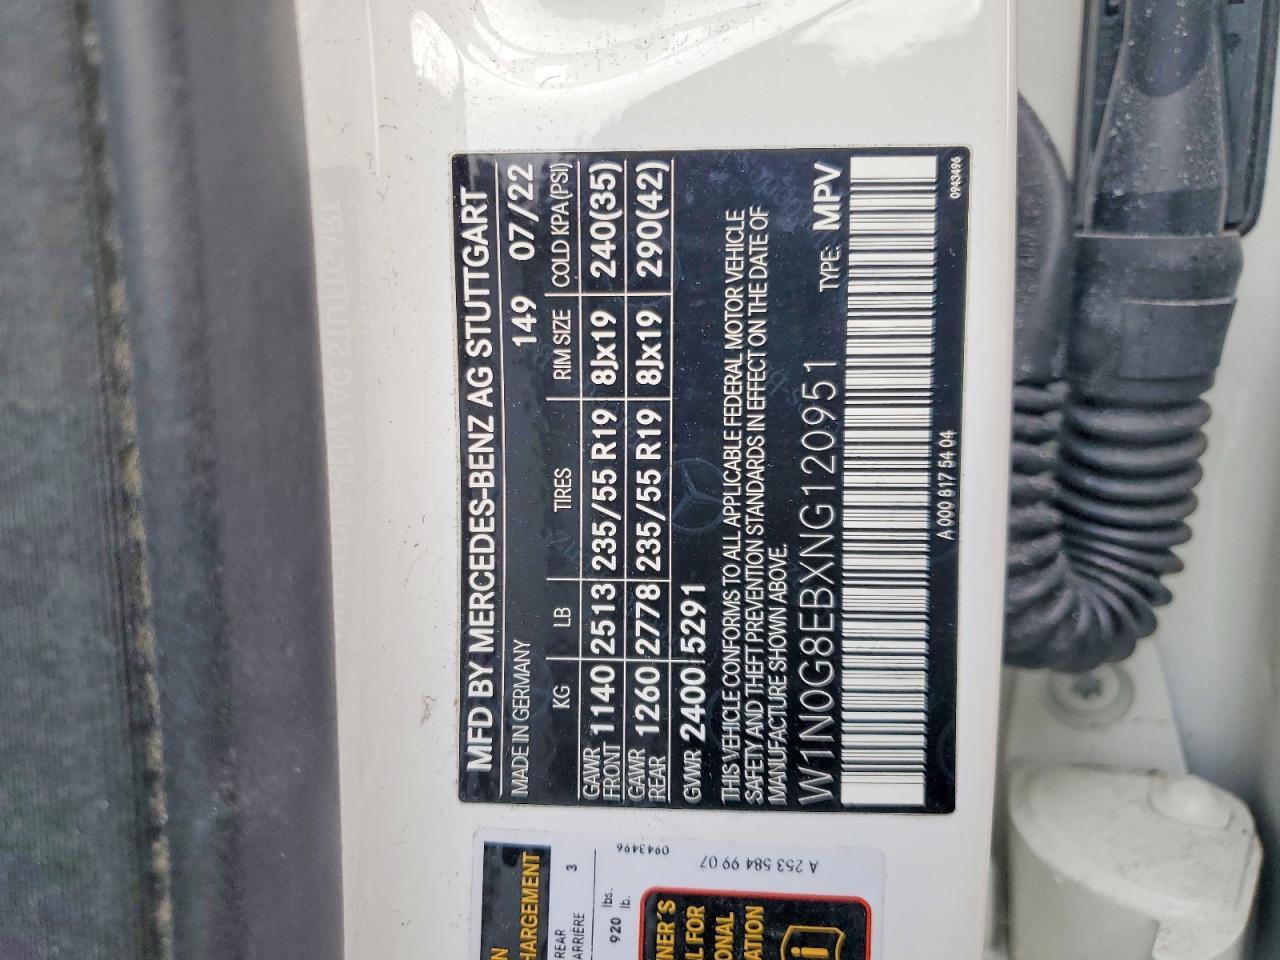 MFD BY MERCEDES-BENZ AG STUTTGART
MADE IN GERMANY 149 07/22
KG LB TIRES RIM SIZE COLD KPA(PSI)
GAWR FRONT 1140 2513 235/55 R19 8Jx19 240(35)
GAWR REAR 1260 2778 235/55 R19 8Jx19 290(42)
GVWR 2400 5291
THIS VEHICLE CONFORMS TO ALL APPLICABLE FEDERAL MOTOR VEHICLE
SAFETY AND THEFT PREVENTION STANDARDS IN EFFECT ON THE DATE OF
MANUFACTURE SHOWN ABOVE.
W1N0G8EBXNG120951 TYPE: MPV
A 000 817 54 04 0943496
HARGEMENT
REAR 3
ARRIÈRE
lbs.
920 lb.
0943496
A 253 584 99 07